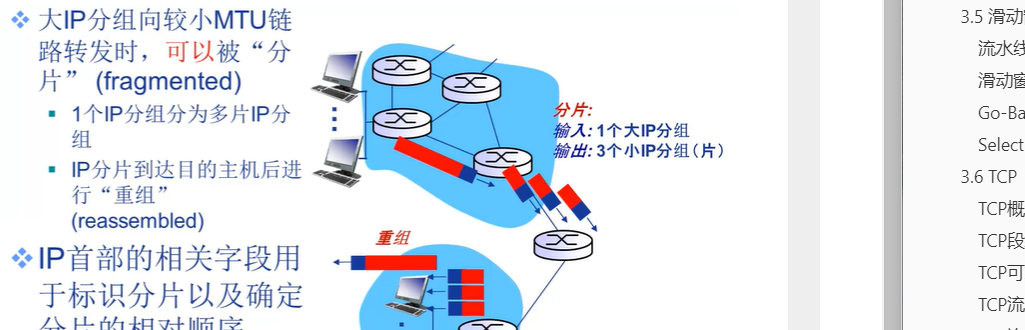 大IP分组向较小MTU链
路转发时，可以被“分
片” (fragmented)
1个IP分组分为多片IP分
组
IP分片到达目的主机后进
行“重组”
(reassembled)
IP首部的相关字段用
于标识分片以及确定
分片的相对顺序
分片:
输入: 1个大IP分组
输出: 3个小IP分组（片）
重组
3.5 滑动
流水线
滑动窗
Go-Ba
Select
3.6 TCP
TCP概
TCP段
TCP可
TCP流